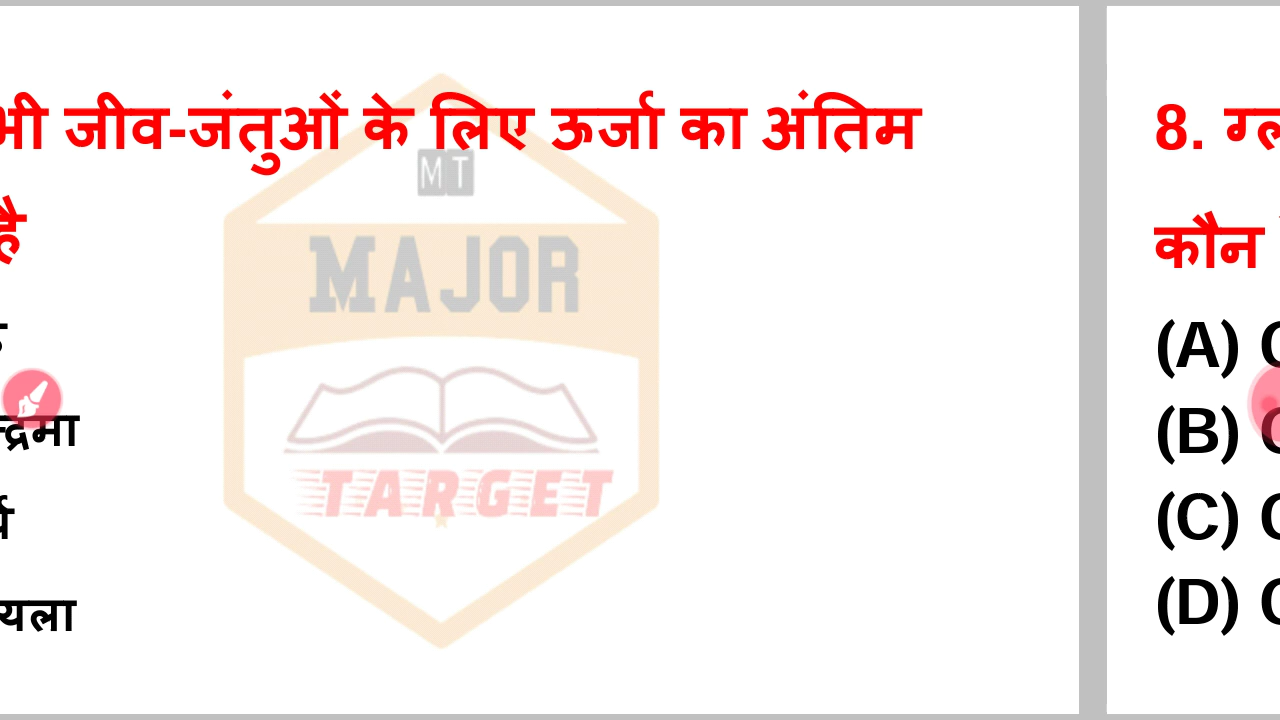 भी जीव-जंतुओं के लिए ऊर्जा का अंतिम
है
न्द्रमा
र्य
यला
MT
MAJOR
TARGET
8. ग्ल
कौन
(A)
(B)
(C)
(D)